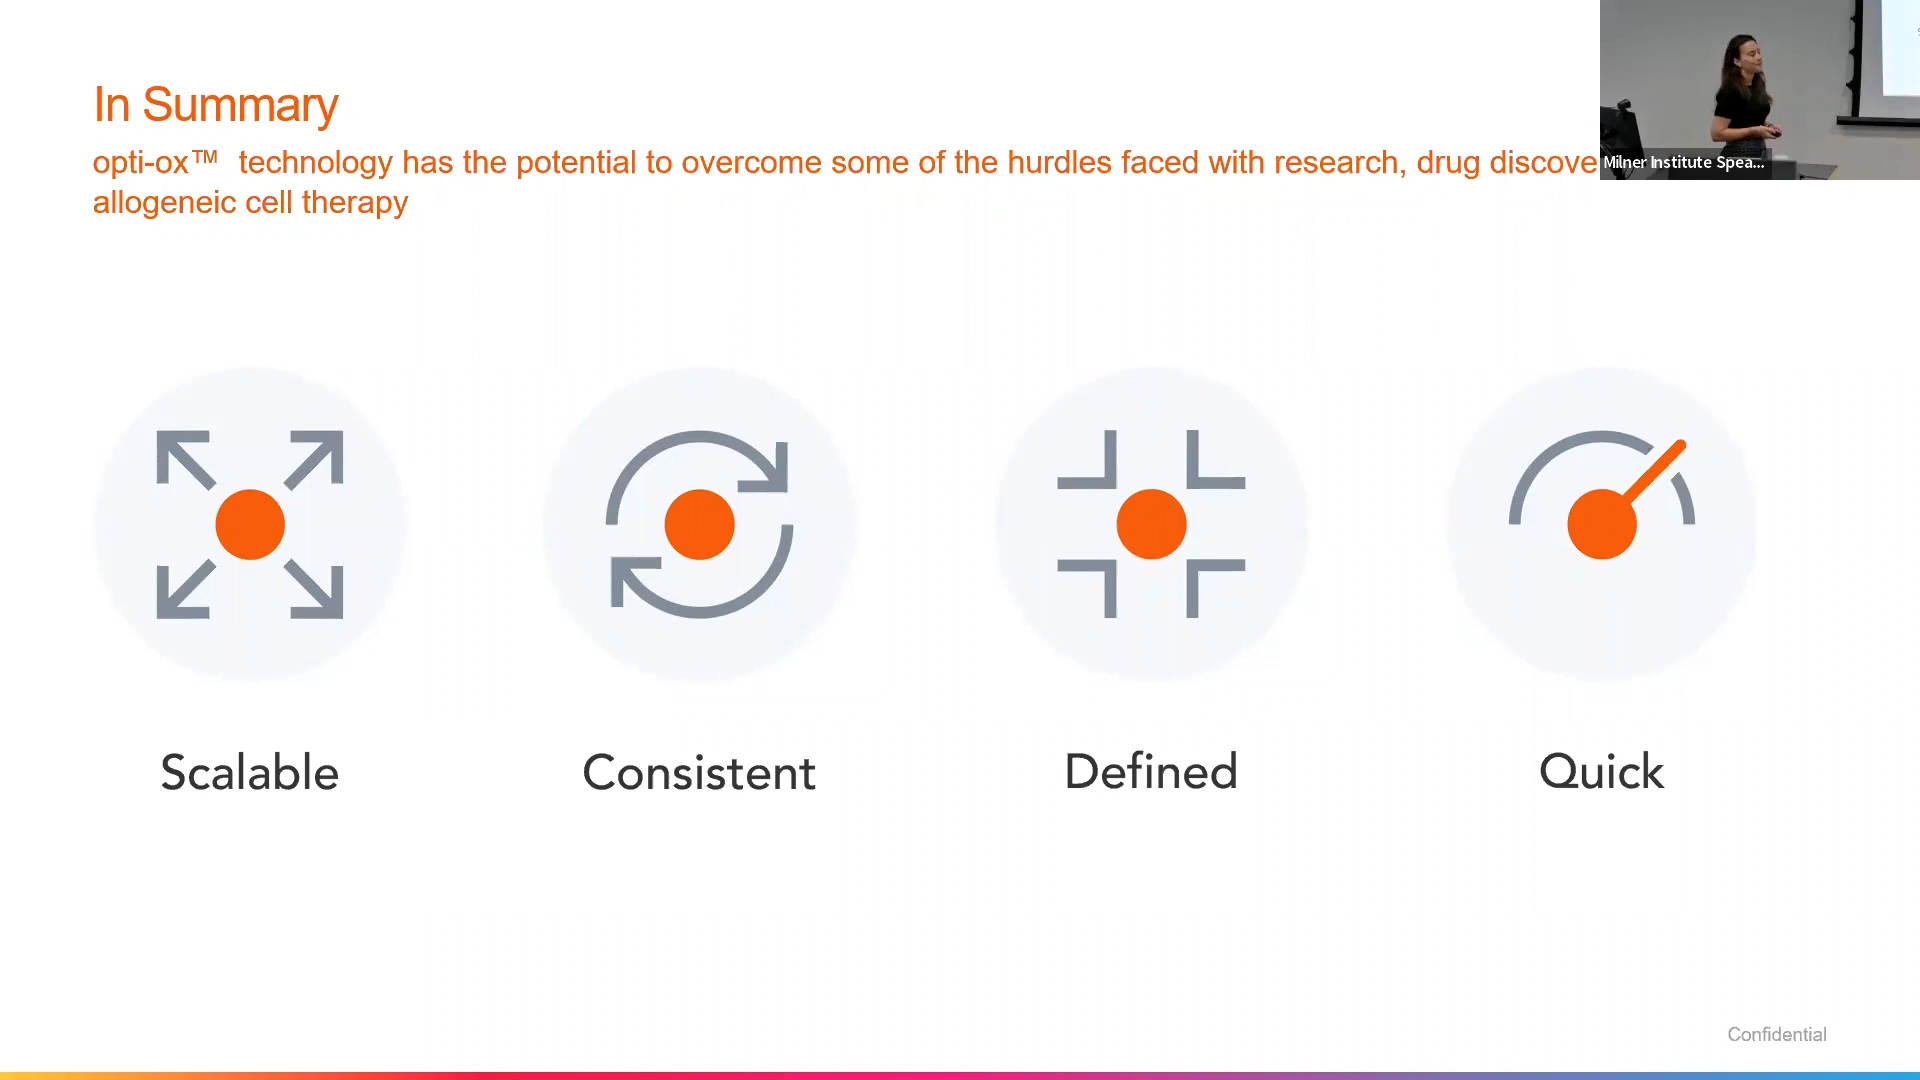 In Summary
opti-ox™ technology has the potential to overcome some of the hurdles faced with research, drug discove
allogeneic cell therapy
Milner Institute Spea...
Scalable
Consistent
Defined
Quick
Confidential